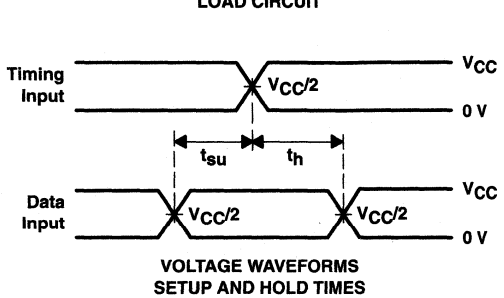 LOAD CIRCUIT
Timing
Input
VCC
VCC/2
0 V
tsu
th
Data
Input
VCC
VCC/2
VCC/2
0 V
VOLTAGE WAVEFORMS
SETUP AND HOLD TIMES